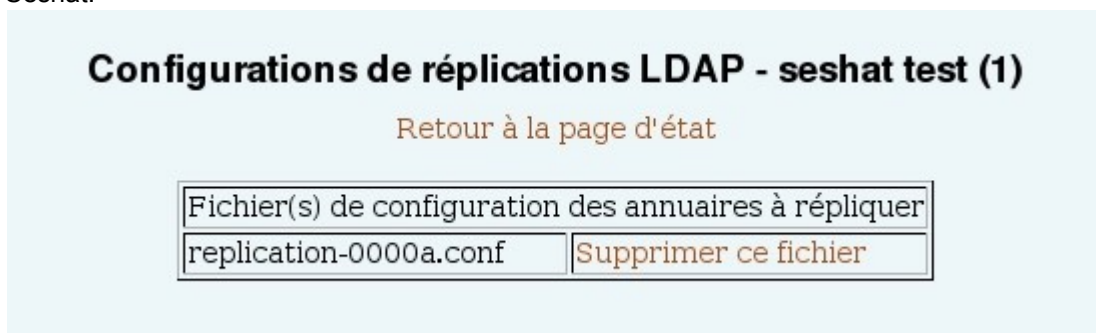 Configurations de réplications LDAP - seshat test (1)
Retour à la page d'état
Fichier(s) de configuration des annuaires à répliquer
replication-0000a.conf Supprimer ce fichier